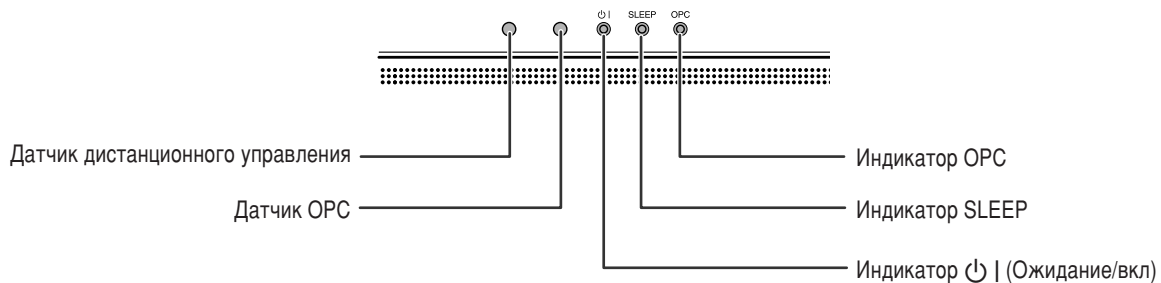 ⏻ I SLEEP OPC
Датчик дистанционного управления
Индикатор OPC
Датчик OPC
Индикатор SLEEP
Индикатор ⏻ | (Ожидание/вкл)